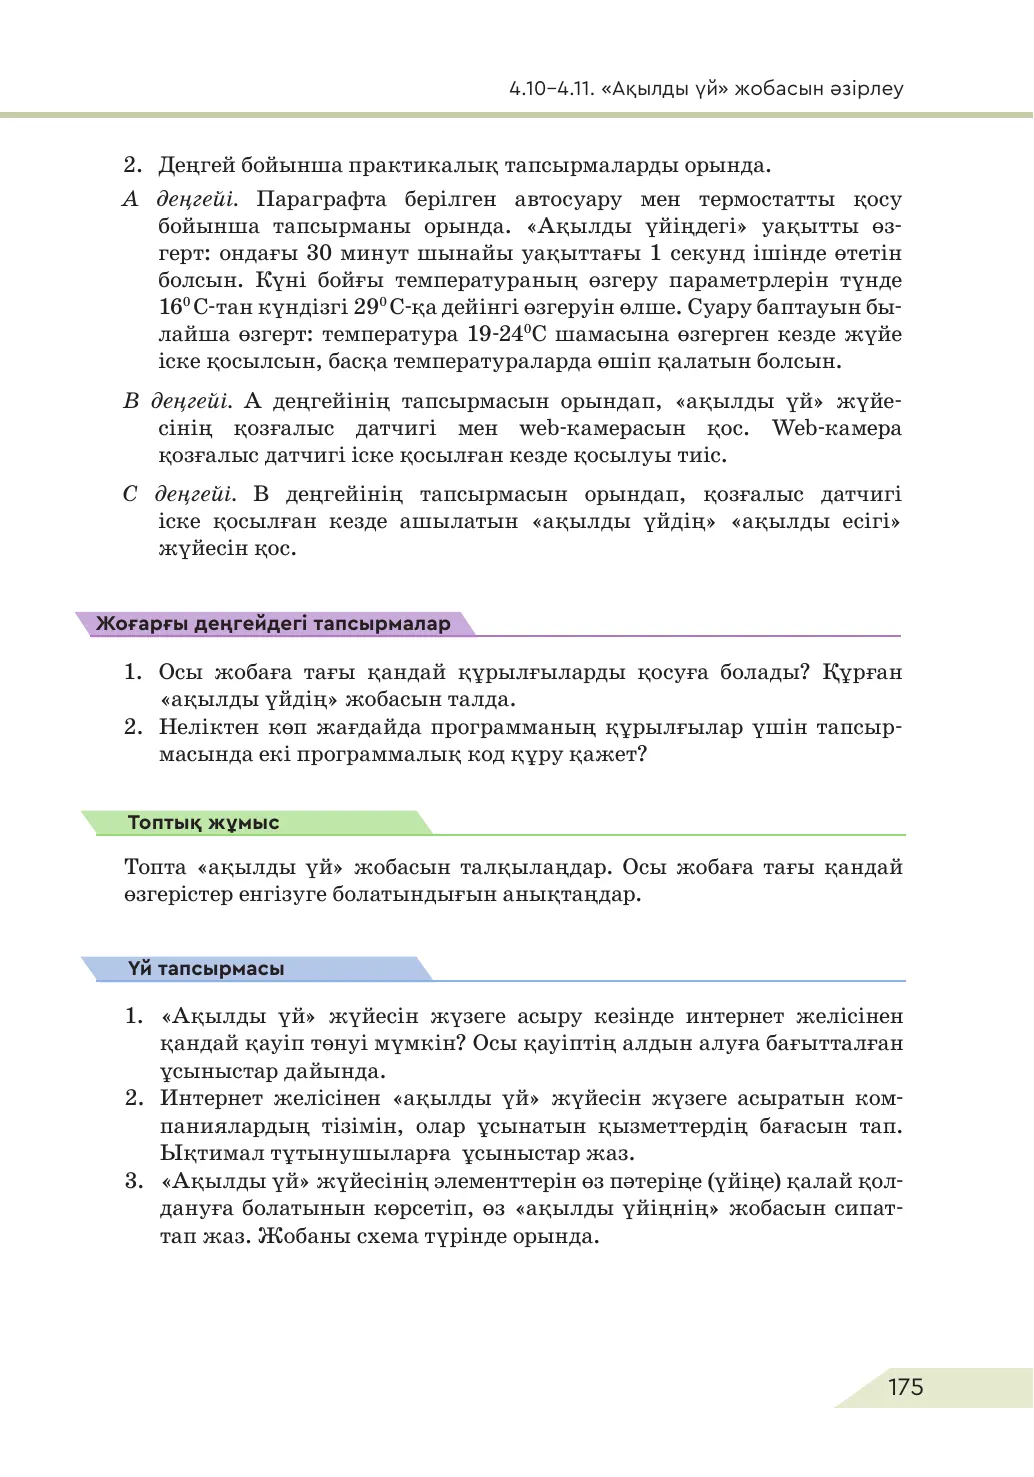 4.10–4.11. «Ақылды үй» жобасын әзірлеу
2. Деңгей бойынша практикалық тапсырмаларды орында.
А деңгейі. Параграфта берілген автосуару мен термостатты қосу
бойынша тапсырманы орында. «Ақылды үйіңдегі» уақытты өз-
герт: ондағы 30 минут шынайы уақыттағы 1 секунд ішінде өтетін
болсын. Күні бойғы температураның өзгеру параметрлерін түнде
16⁰С-тан күндізгі 29⁰С-қа дейінгі өзгеруін өлше. Суару баптауын бы-
лайша өзгерт: температура 19-24⁰С шамасына өзгерген кезде жүйе
іске қосылсын, басқа температураларда өшіп қалатын болсын.
В деңгейі. А деңгейінің тапсырмасын орындап, «ақылды үй» жүйе-
сінің қозғалыс датчигі мен web-камерасын қос. Web-камера
қозғалыс датчигі іске қосылған кезде қосылуы тиіс.
С деңгейі. В деңгейінің тапсырмасын орындап, қозғалыс датчигі
іске қосылған кезде ашылатын «ақылды үйдің» «ақылды есігі»
жүйесін қос.
Жоғарғы деңгейдегі тапсырмалар
1. Осы жобаға тағы қандай құрылғыларды қосуға болады? Құрған
«ақылды үйдің» жобасын талда.
2. Неліктен көп жағдайда программаның құрылғылар үшін тапсыр-
масында екі программалық код құру қажет?
Топтық жұмыс
Топта «ақылды үй» жобасын талқылаңдар. Осы жобаға тағы қандай
өзгерістер енгізуге болатындығын анықтаңдар.
Үй тапсырмасы
1. «Ақылды үй» жүйесін жүзеге асыру кезінде интернет желісінен
қандай қауіп төнуі мүмкін? Осы қауіптің алдын алуға бағытталған
ұсыныстар дайында.
2. Интернет желісінен «ақылды үй» жүйесін жүзеге асыратын ком-
паниялардың тізімін, олар ұсынатын қызметтердің бағасын тап.
Ықтимал тұтынушыларға ұсыныстар жаз.
3. «Ақылды үй» жүйесінің элементтерін өз пәтеріңе (үйіңе) қалай қол-
дануға болатынын көрсетіп, өз «ақылды үйіңнің» жобасын сипат-
тап жаз. Жобаны схема түрінде орында.
175